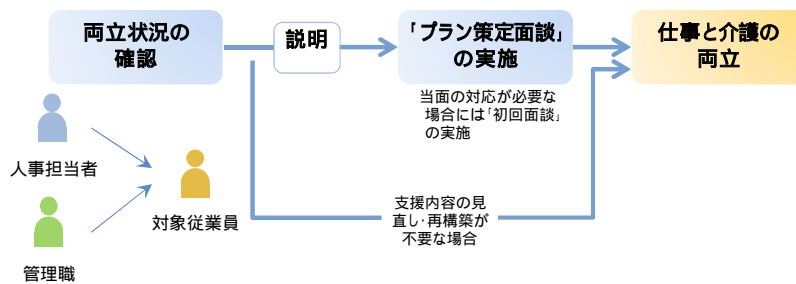 両立状況の
確認
説明
「プラン策定面談」
の実施
仕事と介護の
両立
当面の対応が必要な
場合には「初回面談」
の実施
人事担当者
対象従業員
管理職
支援内容の見
直し・再構築が
不要な場合